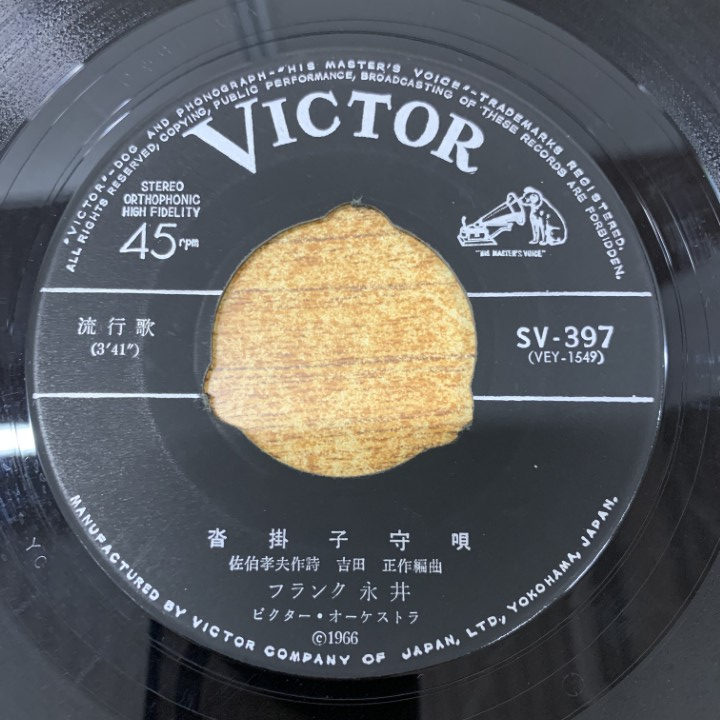 "VICTOR"-DOG AND PHONOGRAPH-"HIS MASTER'S VOICE"-TRADEMARKS REGISTERED.
ALL RIGHTS RESERVED, COPYING, PUBLIC PERFORMANCE, BROADCASTING OF THESE RECORDS ARE FORBIDDEN.
VICTOR
STEREO
ORTHOPHONIC
HIGH FIDELITY
45 rpm
"HIS MASTER'S VOICE"
流行歌
(3'41")
SV-397
(VEY-1549)
沓掛子守唄
佐伯孝夫作詩 吉田 正作編曲
フランク永井
ビクター・オーケストラ
©1966
MANUFACTURED BY VICTOR COMPANY OF JAPAN, LTD., YOKOHAMA, JAPAN.
YO